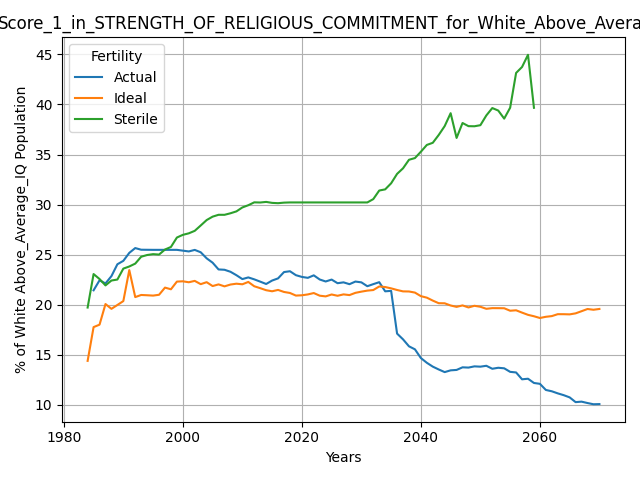 Score_1_in_STRENGTH_OF_RELIGIOUS_COMMITMENT_for_White_Above_Avera
Fertility
Actual
Ideal
Sterile
% of White Above_Average_IQ Population
45
40
35
30
25
20
15
10
1980
2000
2020
2040
2060
Years